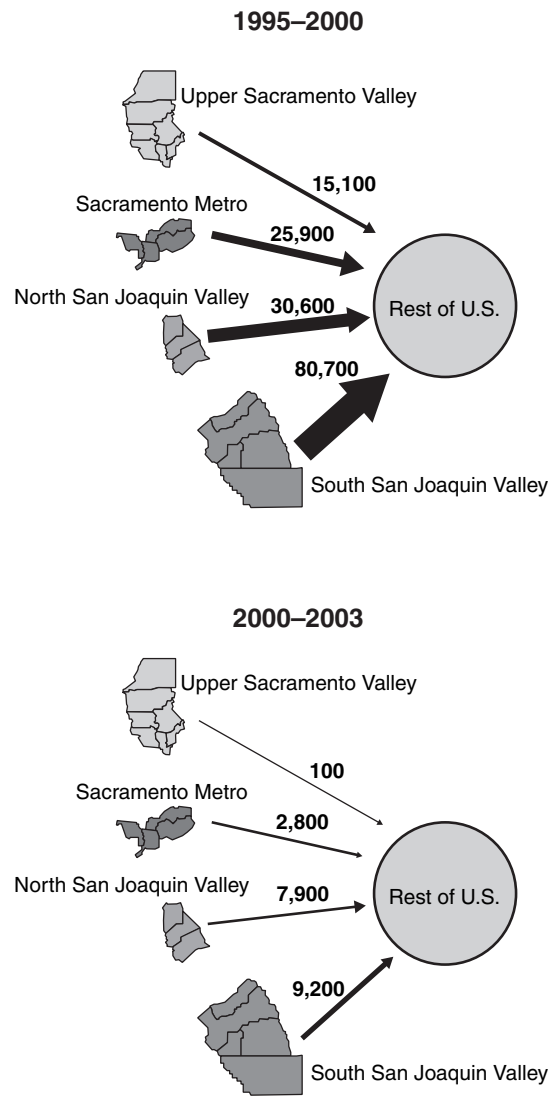 1995–2000
Upper Sacramento Valley
15,100
Sacramento Metro
25,900
North San Joaquin Valley
30,600
Rest of U.S.
80,700
South San Joaquin Valley
2000–2003
Upper Sacramento Valley
100
Sacramento Metro
2,800
North San Joaquin Valley
7,900
Rest of U.S.
9,200
South San Joaquin Valley